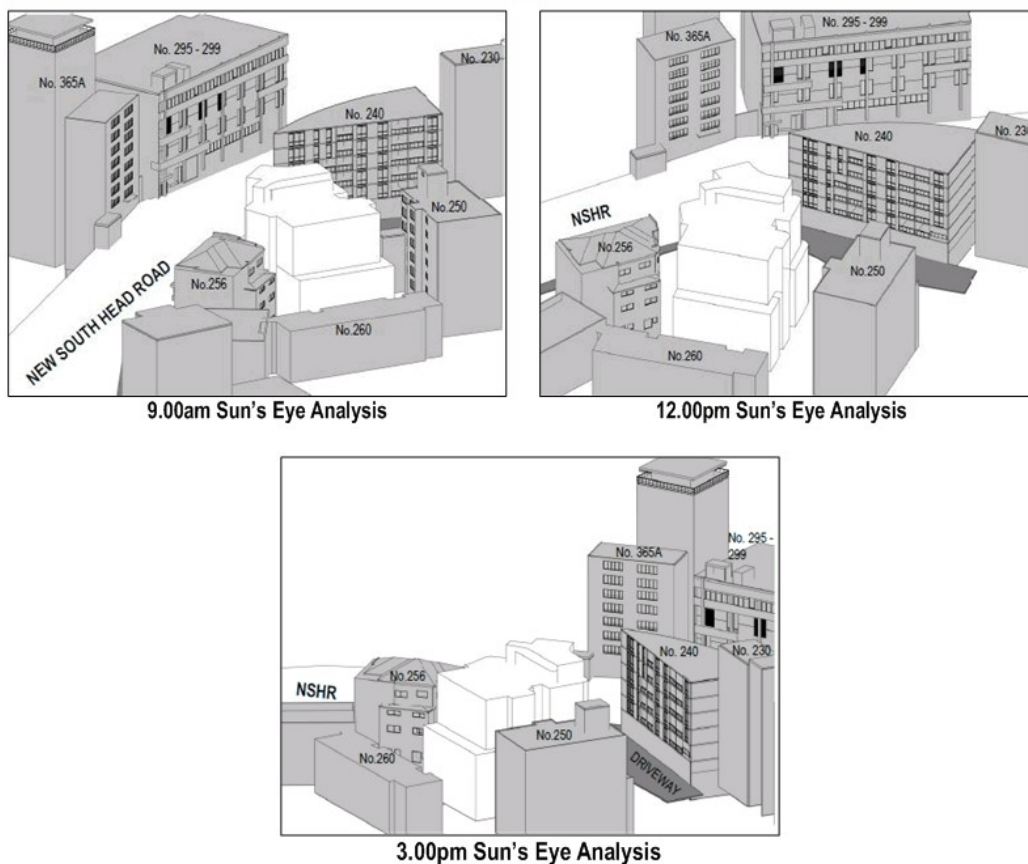 No. 295 - 299
No. 365A
No. 230
No. 240
No.250
No.256
NEW SOUTH HEAD ROAD
No.260
9.00am Sun's Eye Analysis
No. 295 - 299
No. 365A
No. 240
No. 230
NSHR
No.256
No.250
No.260
12.00pm Sun's Eye Analysis
No. 295 -
299
No. 365A
No. 240
No.230
No.256
NSHR
No.250
No.260
DRIVEWAY
3.00pm Sun's Eye Analysis